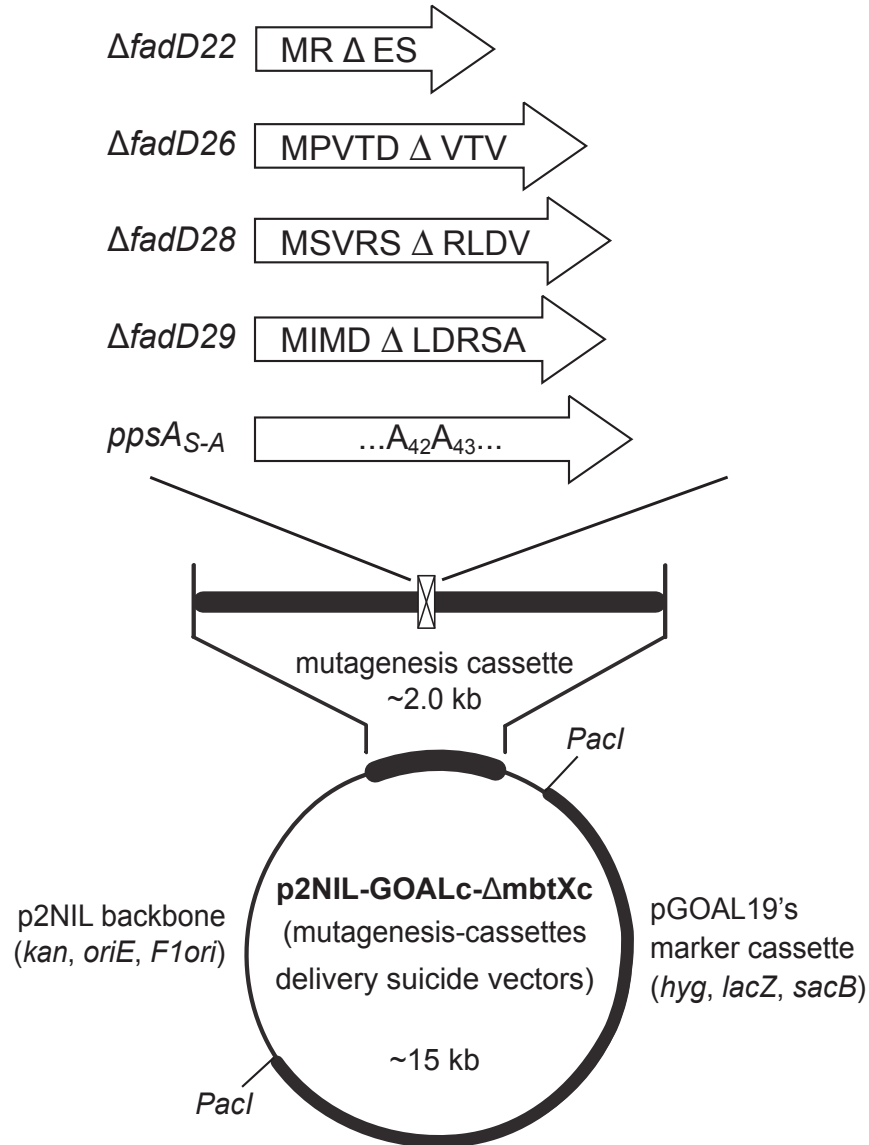 ΔfadD22
MR Δ ES
ΔfadD26
MPVTD Δ VTV
ΔfadD28
MSVRS Δ RLDV
ΔfadD29
MIMD Δ LDRSA
ppsA_S-A
...A₄₂A₄₃...
mutagenesis cassette
~2.0 kb
PacI
p2NIL-GOALc-ΔmbtXc
(mutagenesis-cassettes
delivery suicide vectors)
~15 kb
p2NIL backbone
(kan, oriE, F1ori)
pGOAL19's
marker cassette
(hyg, lacZ, sacB)
PacI